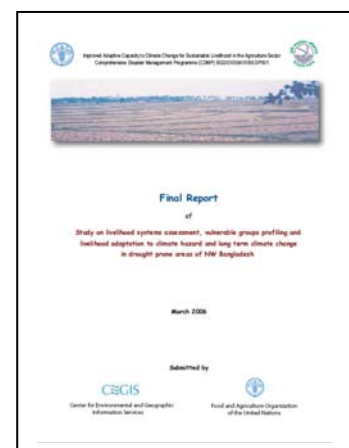 Improved Adaptive Capacity to Climate Change for Sustainable Livelihood in the Agriculture Sector
Comprehensive Disaster Management Programme (CDMP)
Final Report
of
Study on livelihood systems assessment, vulnerable groups profiling and
livelihood adaptation to climate hazard and long term climate change
in drought prone areas of NW Bangladesh
March 2006
Submitted by
CEGIS
Center for Environmental and Geographic
Information Services
Food and Agriculture Organization
of the United Nations